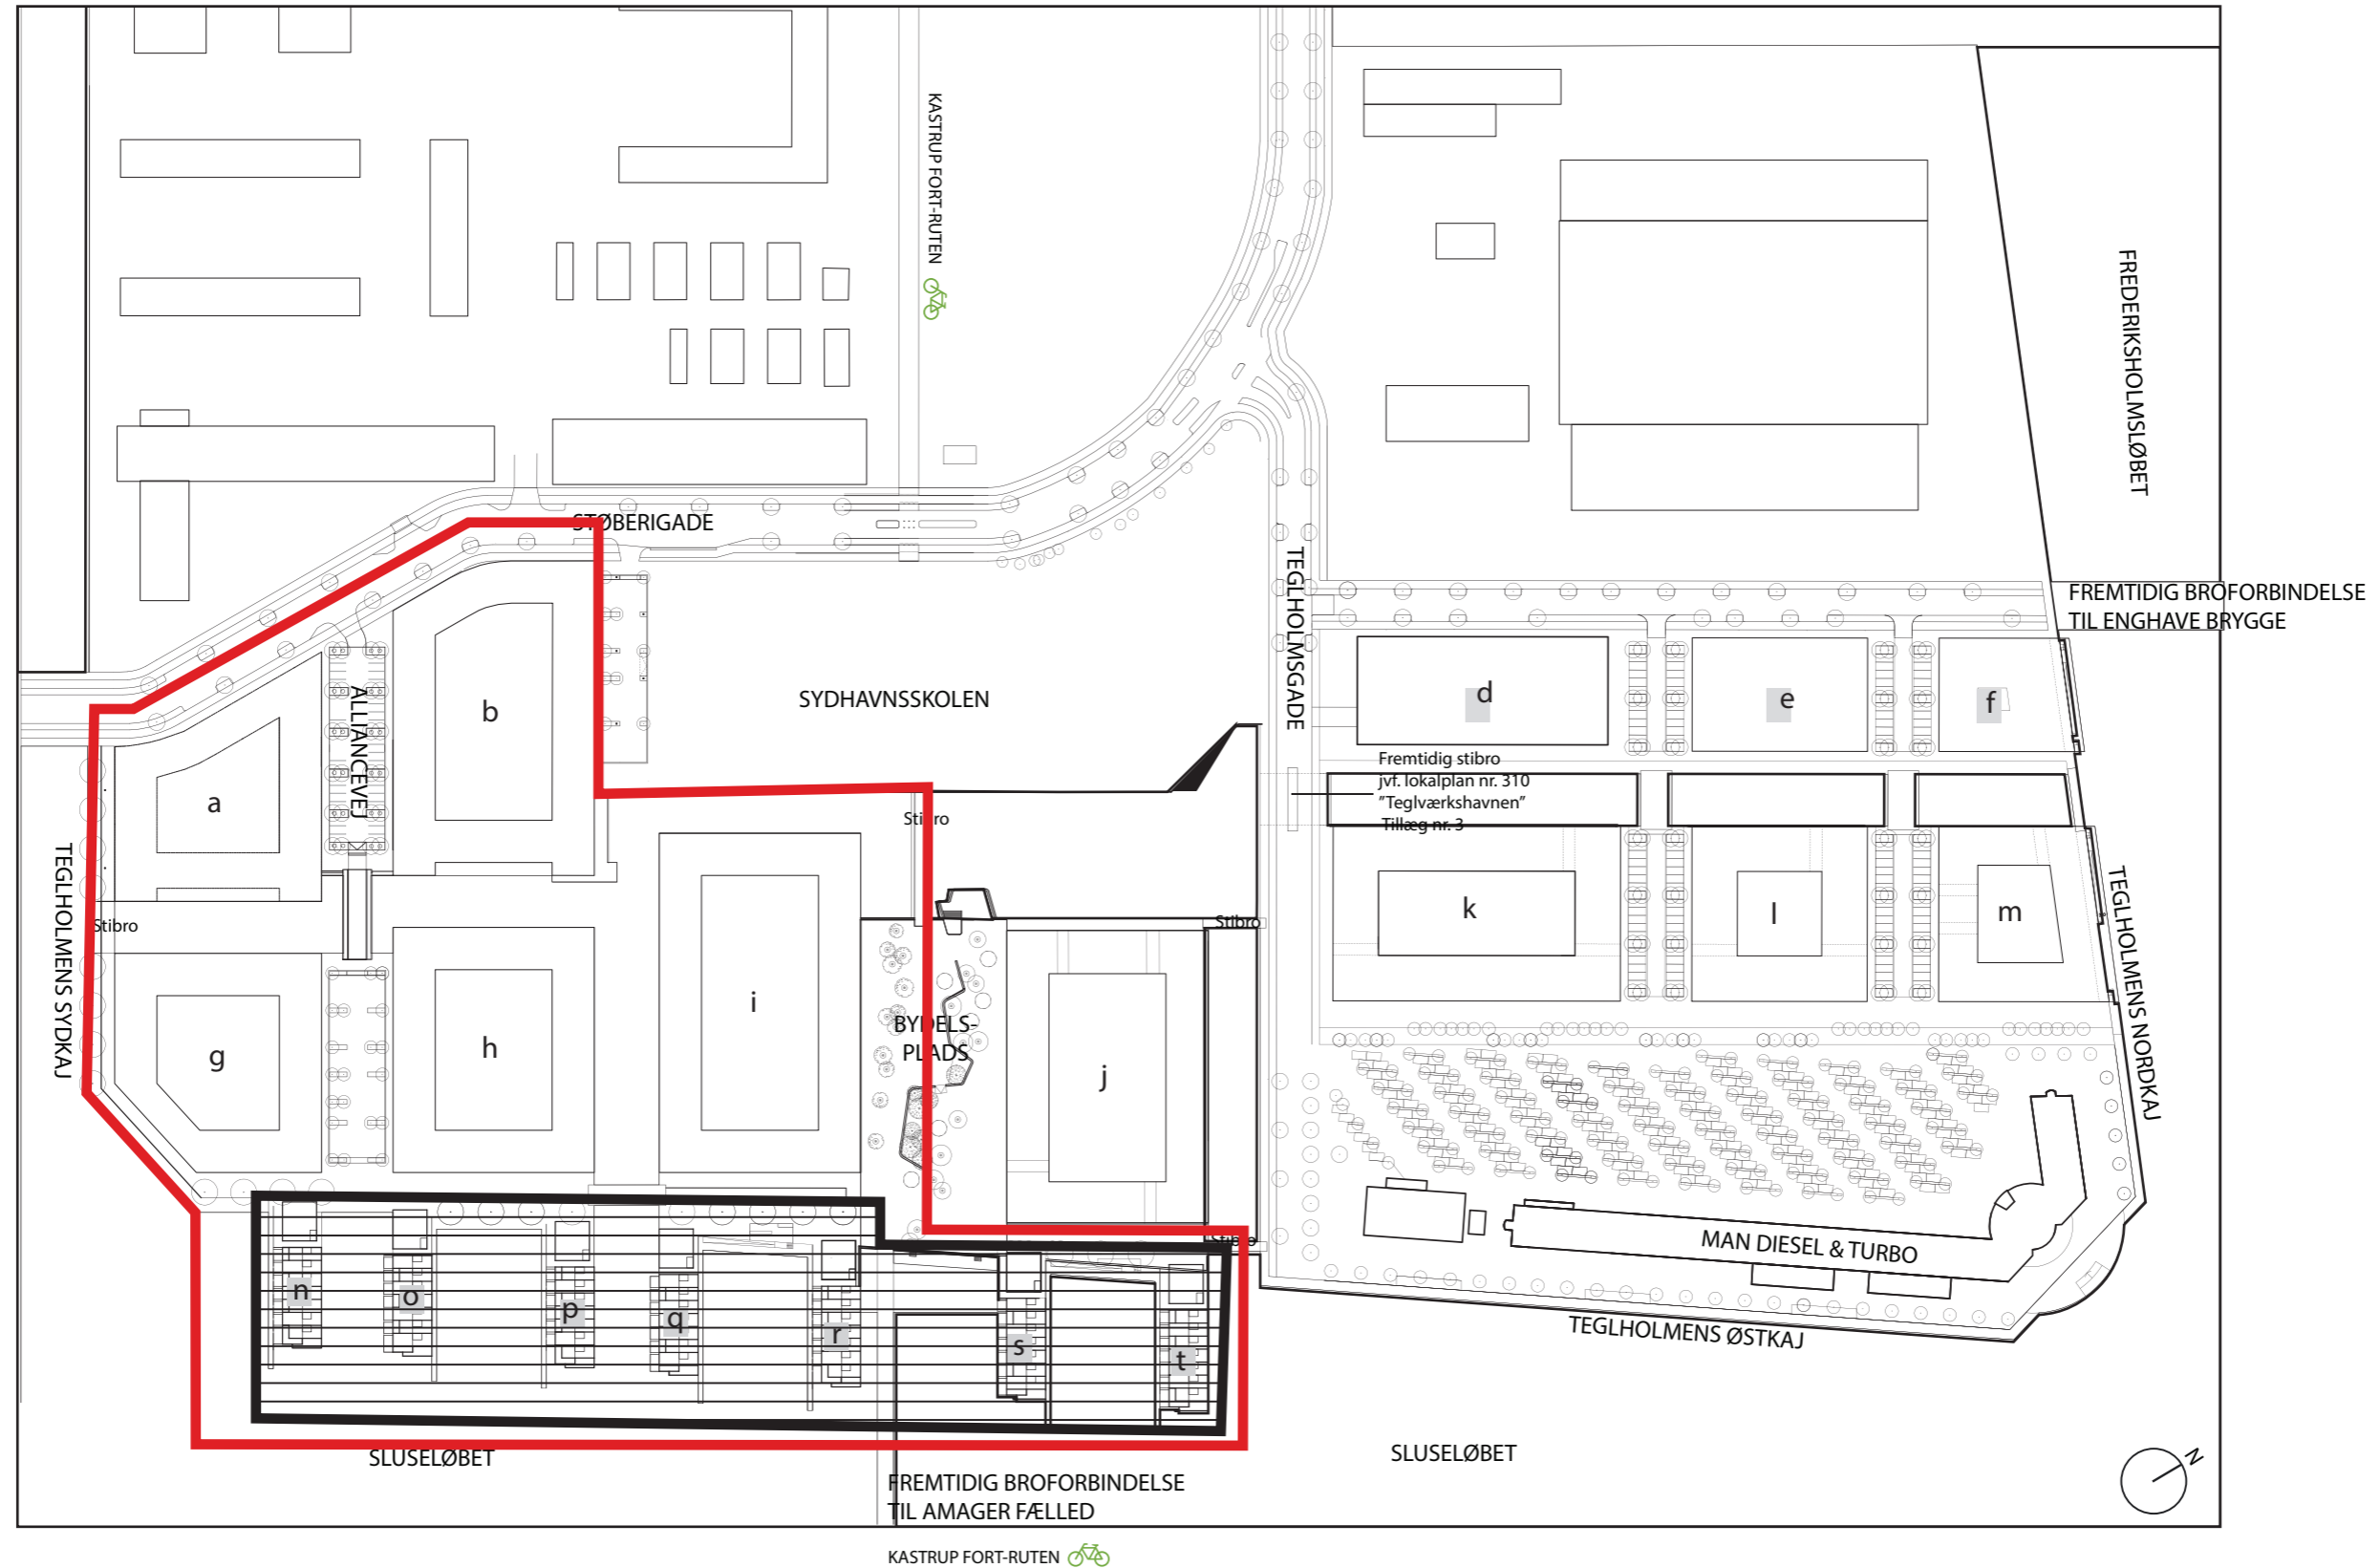 KASTRUP FORT-RUTEN
FREDERIKSHOLMSLØBET
STØBERIGADE
TEGLHOLMSGADE
FREMTIDIG BROFORBINDELSE
TIL ENGHAVE BRYGGE
SYDHAVNSSKOLEN
ALLIANCEVEJ
a
b
d
e
f
Fremtidig stibro
jvf. lokalplan nr. 310
"Teglværkshavnen"
Tillæg nr. 3
Stibro
TEGLHOLMENS SYDKAJ
Stibro
Stibro
k
l
m
TEGLHOLMENS NORDKAJ
g
h
i
BYDELS-
PLADS
j
Stibro
MAN DIESEL & TURBO
n
o
p
q
r
s
t
TEGLHOLMENS ØSTKAJ
SLUSELØBET
SLUSELØBET
N
FREMTIDIG BROFORBINDELSE
TIL AMAGER FÆLLED
KASTRUP FORT-RUTEN